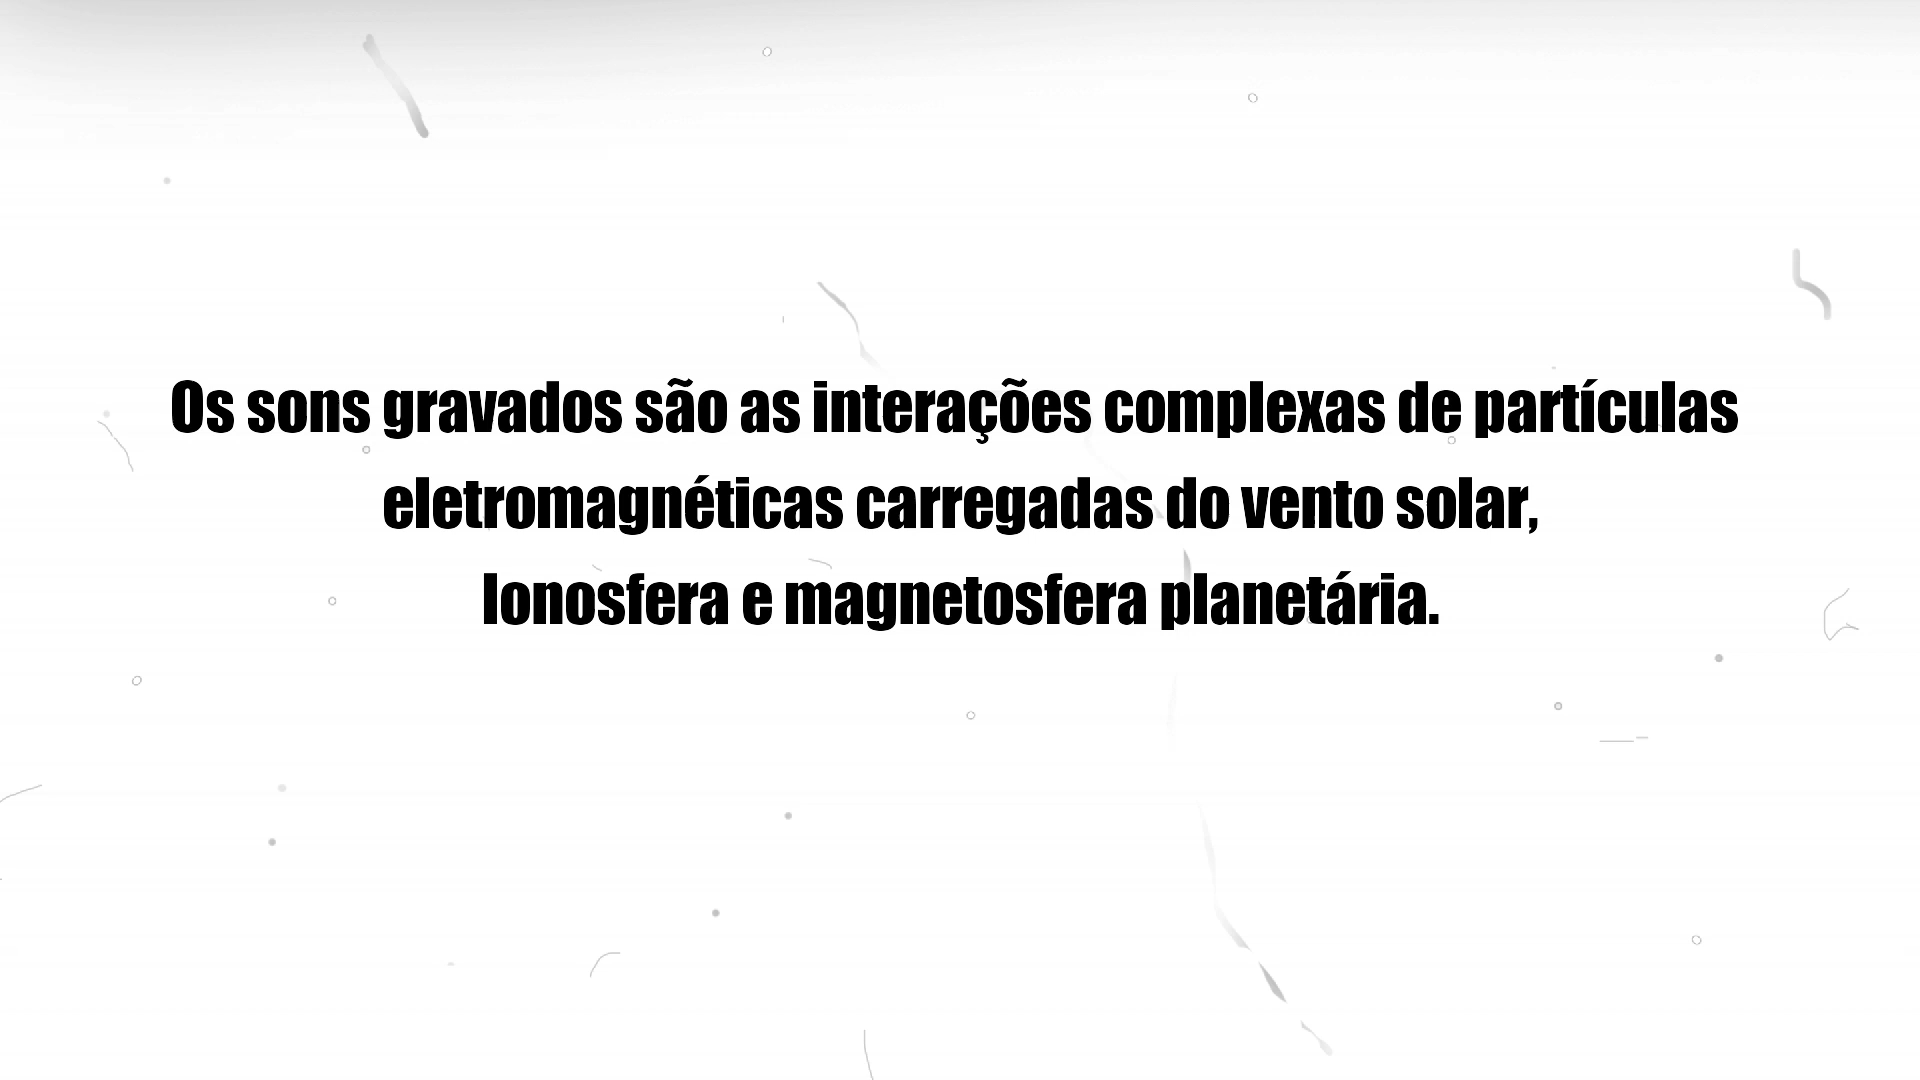 Os sons gravados são as interações complexas de partículas
eletromagnéticas carregadas do vento solar,
Ionosfera e magnetosfera planetária.